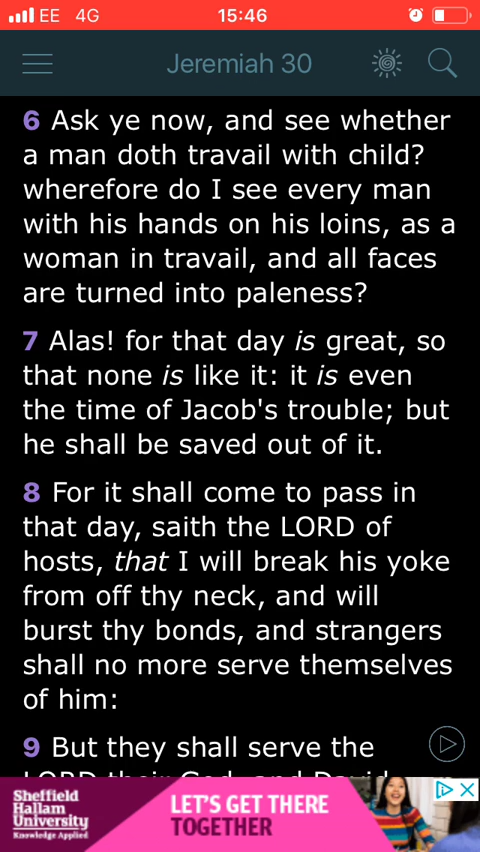 EE 4G 15:46
Jeremiah 30
6 Ask ye now, and see whether
a man doth travail with child?
wherefore do I see every man
with his hands on his loins, as a
woman in travail, and all faces
are turned into paleness?
7 Alas! for that day is great, so
that none is like it: it is even
the time of Jacob's trouble; but
he shall be saved out of it.
8 For it shall come to pass in
that day, saith the LORD of
hosts, that I will break his yoke
from off thy neck, and will
burst thy bonds, and strangers
shall no more serve themselves
of him:
9 But they shall serve the
LORD their God, and David
Sheffield
Hallam
University
Knowledge Applied
LET'S GET THERE
TOGETHER